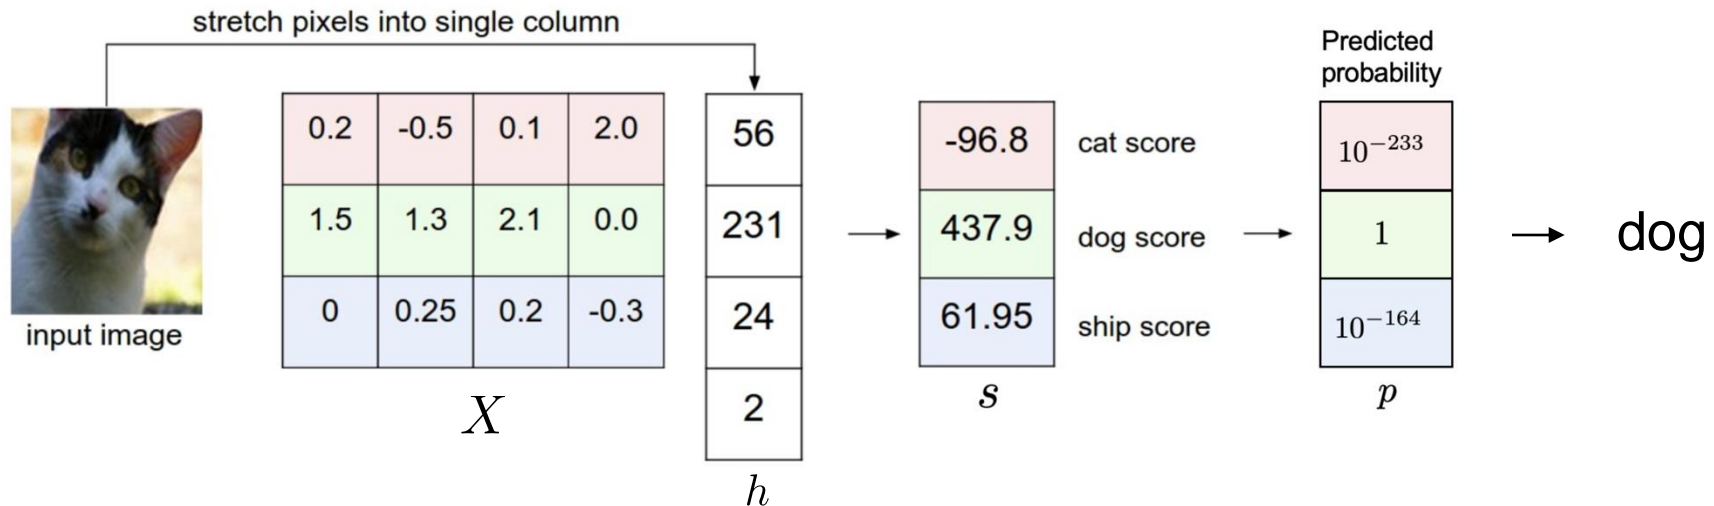 stretch pixels into single column
Predicted
probability
0.2 -0.5 0.1 2.0
1.5 1.3 2.1 0.0
0 0.25 0.2 -0.3
56
231
24
2
-96.8 cat score
437.9 dog score
61.95 ship score
10⁻²³³
1
10⁻¹⁶⁴
dog
input image
X
h
s
p